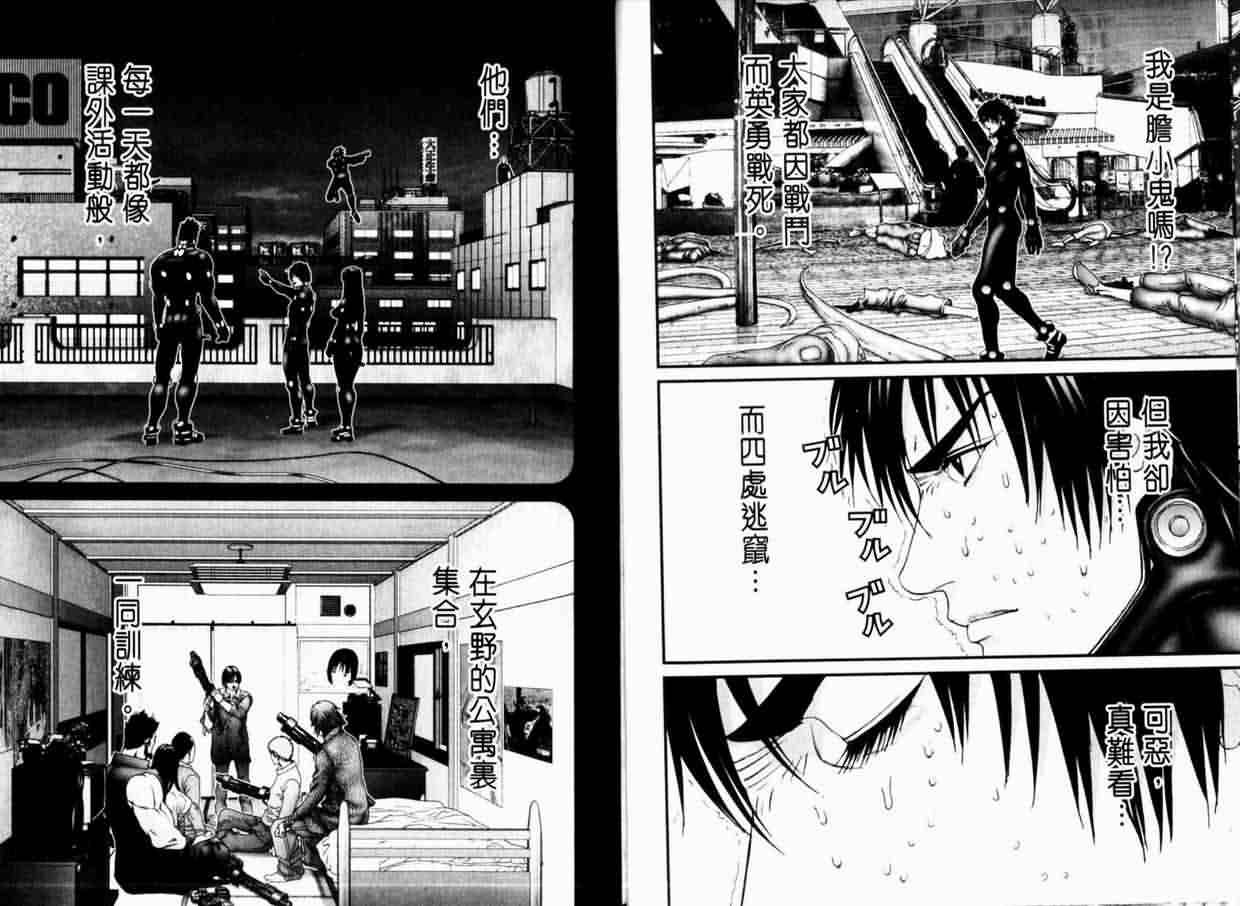 我是膽小鬼嗎!?
大家都因戰鬥
而英勇戰死。
但我卻
因害怕…
而四處逃竄…
ブル
ブル
ブル
可惡，
真難看…
他們…
每一天都像
課外活動般，
CO
在玄野的公寓裏
集合，
一同訓練。